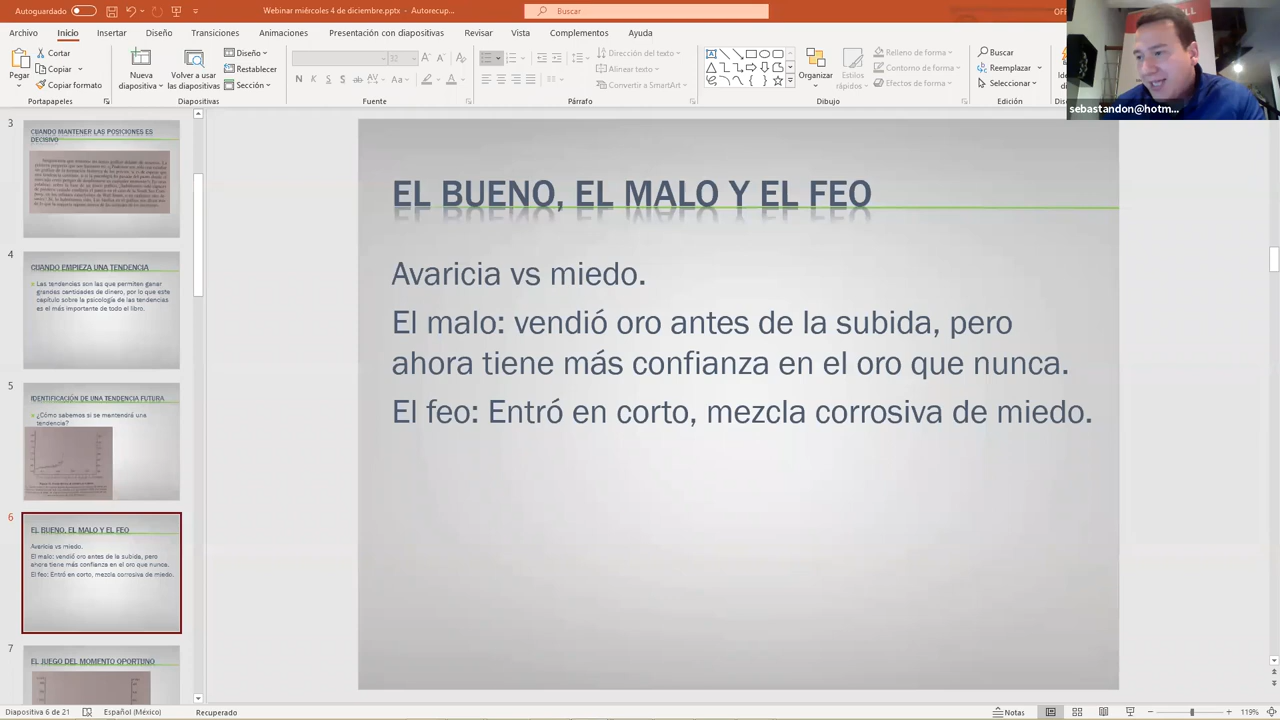 Autoguardado
Webinar miércoles 4 de diciembre.pptx - Autorecup...
Buscar
Archivo Inicio Insertar Diseño Transiciones Animaciones Presentación con diapositivas Revisar Vista Complementos Ayuda
Pegar
Cortar
Copiar
Copiar formato
Portapapeles
Nueva
diapositiva
Volver a usar
las diapositivas
Diseño
Restablecer
Sección
Diapositivas
32
N K S S
Aa
A
Fuente
Dirección del texto
Alinear texto
Convertir a SmartArt
Párrafo
Organizar
Estilos
rápidos
Relleno de forma
Contorno de forma
Efectos de forma
Dibujo
Buscar
Reemplazar
Seleccionar
Edición
sebastandon@hotm...
3
CUANDO MANTENER LAS POSICIONES ES
DECISIVO
4
CUANDO EMPIEZA UNA TENDENCIA
Las tendencias son las que permiten ganar
grandes cantidades de dinero, por lo que este
capítulo sobre la psicología de las tendencias
es el más importante de todo el libro.
5
IDENTIFICACIÓN DE UNA TENDENCIA FUTURA
¿Cómo sabemos si se mantendrá una
tendencia?
6
EL BUENO, EL MALO Y EL FEO
Avaricia vs miedo.
El malo: vendió oro antes de la subida, pero
ahora tiene más confianza en el oro que nunca.
El feo: Entró en corto, mezcla corrosiva de miedo.
7
EL JUEGO DEL MOMENTO OPORTUNO
EL BUENO, EL MALO Y EL FEO
Avaricia vs miedo.
El malo: vendió oro antes de la subida, pero
ahora tiene más confianza en el oro que nunca.
El feo: Entró en corto, mezcla corrosiva de miedo.
Diapositiva 6 de 21
Español (México)
Recuperado
Notas
119%